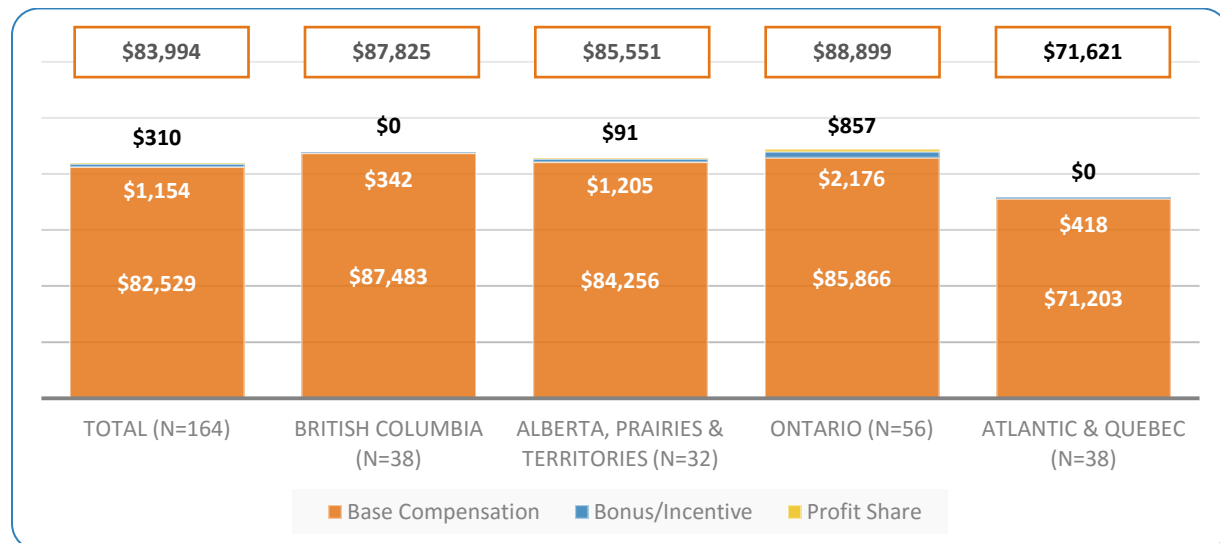 $83,994 $87,825 $85,551 $88,899 $71,621
$310 $0 $91 $857 $0
$1,154 $342 $1,205 $2,176 $418
$82,529 $87,483 $84,256 $85,866 $71,203
TOTAL (N=164) BRITISH COLUMBIA ALBERTA, PRAIRIES & ONTARIO (N=56) ATLANTIC & QUEBEC
(N=38) TERRITORIES (N=32) (N=38)
Base Compensation Bonus/Incentive Profit Share